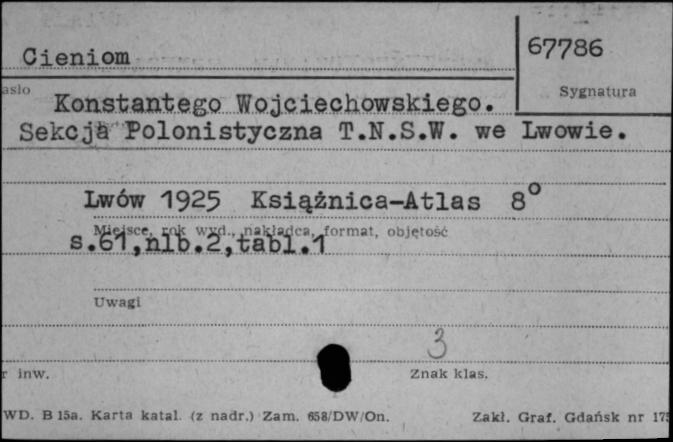 Cieniom
67786
Sygnatura
Konstantego Wojciechowskiego.
Sekcja Polonistyczna T.N.S.W. we Lwowie.
Lwów 1925 Książnica-Atlas 8°
Miejsce, rok wyd., nakładca, format, objętość
s.61,nlb.2,tabl.1
Uwagi
3
r inw.
Znak klas.
WD. B 15a. Karta katal. (z nadr.) Zam. 658/DW/On.
Zakł. Graf. Gdańsk nr 175